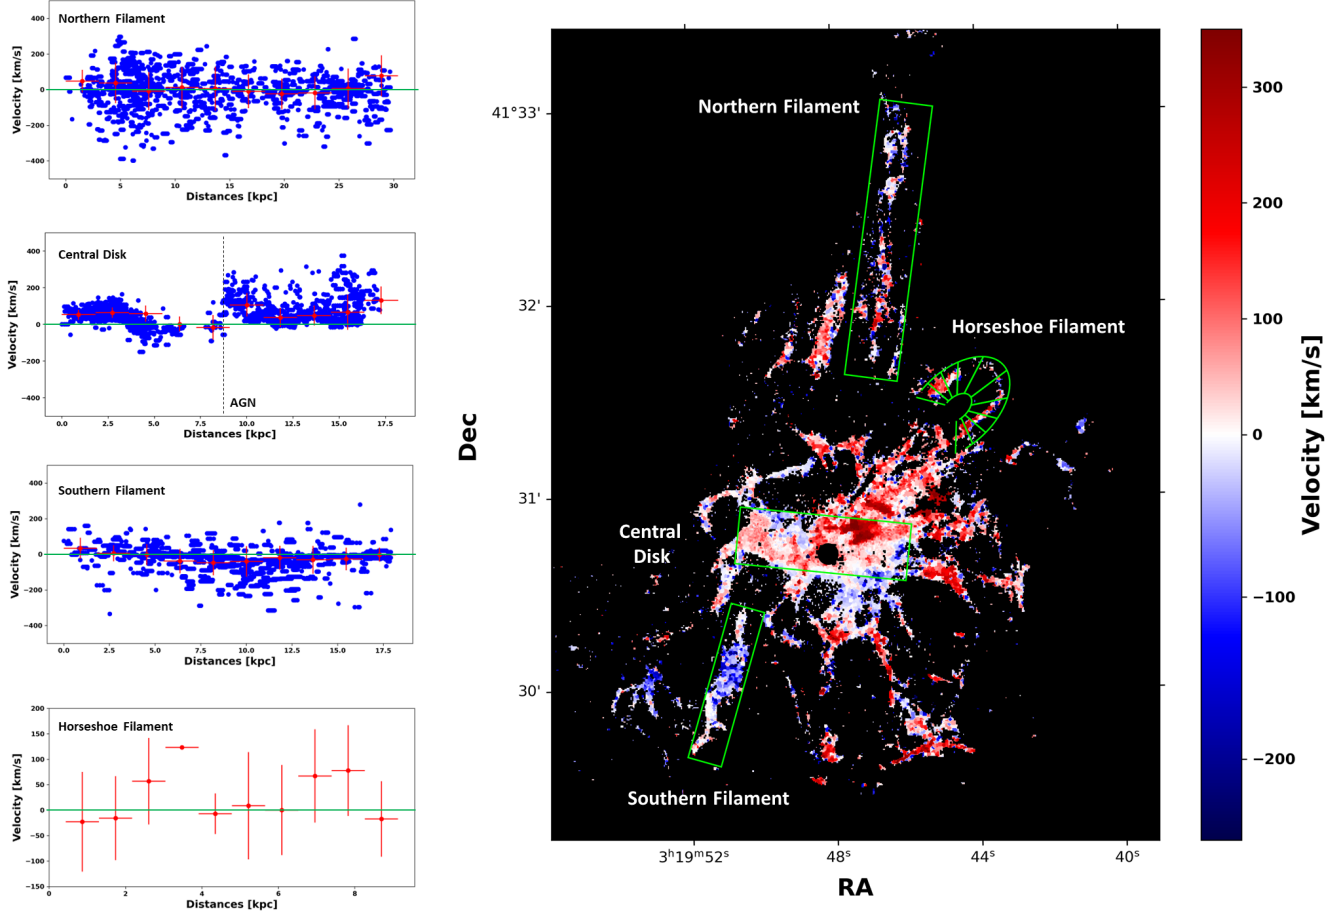 Northern Filament
Velocity [km/s]
400
200
0
−200
−400
0
5
10
15
20
25
30
Distances [kpc]
Central Disk
Velocity [km/s]
400
200
0
−200
−400
AGN
0.0
2.5
5.0
7.5
10.0
12.5
15.0
17.5
Distances [kpc]
Southern Filament
Velocity [km/s]
400
200
0
−200
−400
0.0
2.5
5.0
7.5
10.0
12.5
15.0
17.5
Distances [kpc]
Horseshoe Filament
Velocity [km/s]
200
150
100
50
0
−50
−100
−150
0
2
4
6
8
Distances [kpc]
Dec
41°33'
32'
31'
30'
Northern Filament
Horseshoe Filament
Central
Disk
Southern Filament
3ʰ19ᵐ52ˢ
48ˢ
44ˢ
40ˢ
RA
300
200
100
0
−100
−200
Velocity [km/s]